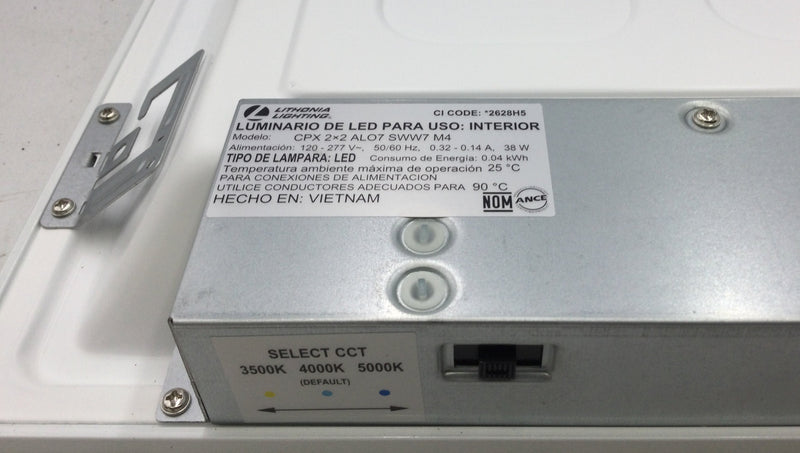 LITHONIA
LIGHTING
CI CODE: *2628H5
LUMINARIO DE LED PARA USO: INTERIOR
Modelo: CPX 2×2 ALO7 SWW7 M4
Alimentación: 120 - 277 V~, 50/60 Hz, 0.32 - 0.14 A, 38 W
TIPO DE LAMPARA: LED Consumo de Energía: 0.04 kWh
Temperatura ambiente máxima de operación 25 °C
PARA CONEXIONES DE ALIMENTACION
UTILICE CONDUCTORES ADECUADOS PARA 90 °C
HECHO EN: VIETNAM
NOM ANCE
SELECT CCT
3500K 4000K 5000K
(DEFAULT)